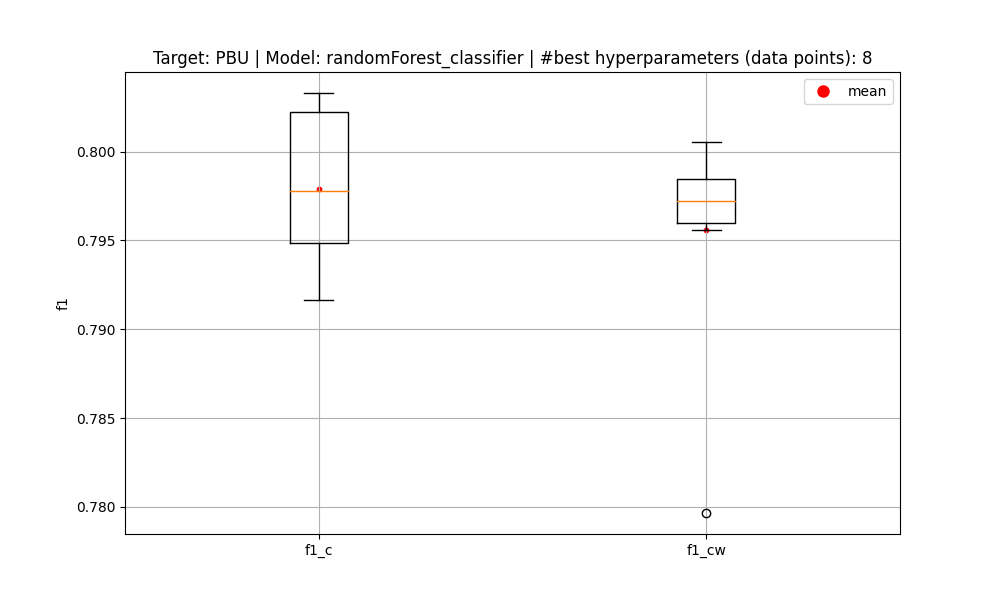 Target: PBU | Model: randomForest_classifier | #best hyperparameters (data points): 8
mean
0.800
0.795
0.790
0.785
0.780
f1
f1_c
f1_cw